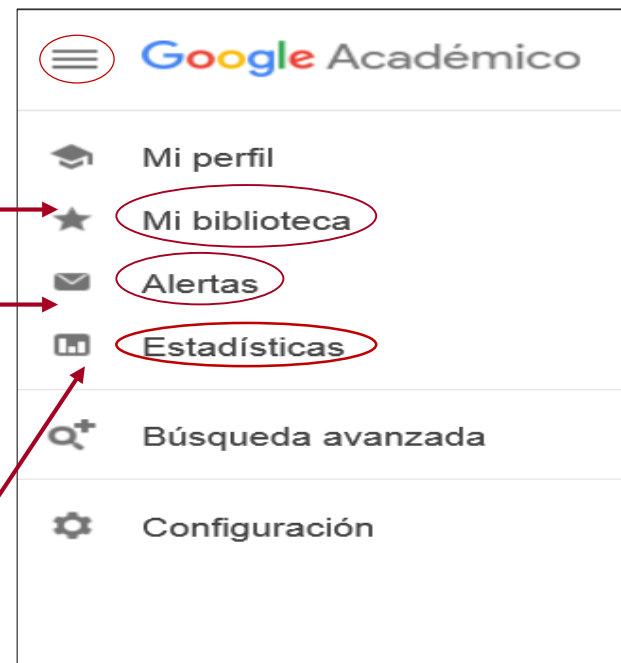 Google Académico
Mi perfil
Mi biblioteca
Alertas
Estadísticas
Búsqueda avanzada
Configuración